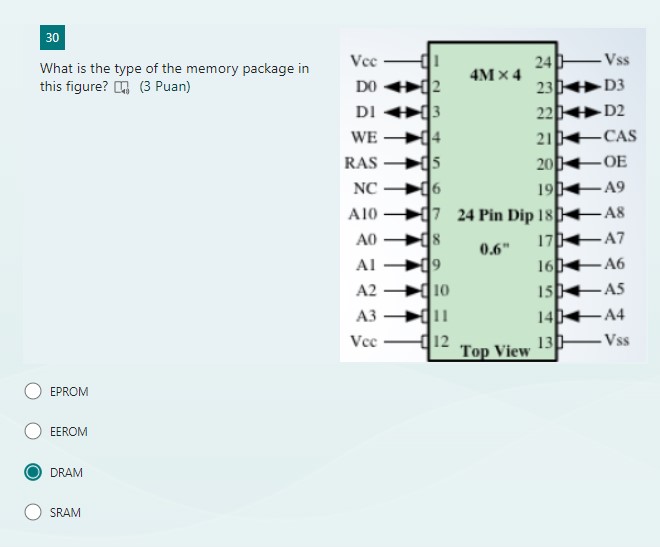 30
What is the type of the memory package in
this figure? (3 Puan)
Vcc 1 24 Vss
4M × 4
D0 2 23 D3
D1 3 22 D2
WE 4 21 CAS
RAS 5 20 OE
NC 6 19 A9
A10 7 24 Pin Dip 18 A8
A0 8 17 A7
0.6"
A1 9 16 A6
A2 10 15 A5
A3 11 14 A4
Vcc 12 13 Vss
Top View
EPROM
EEROM
DRAM
SRAM